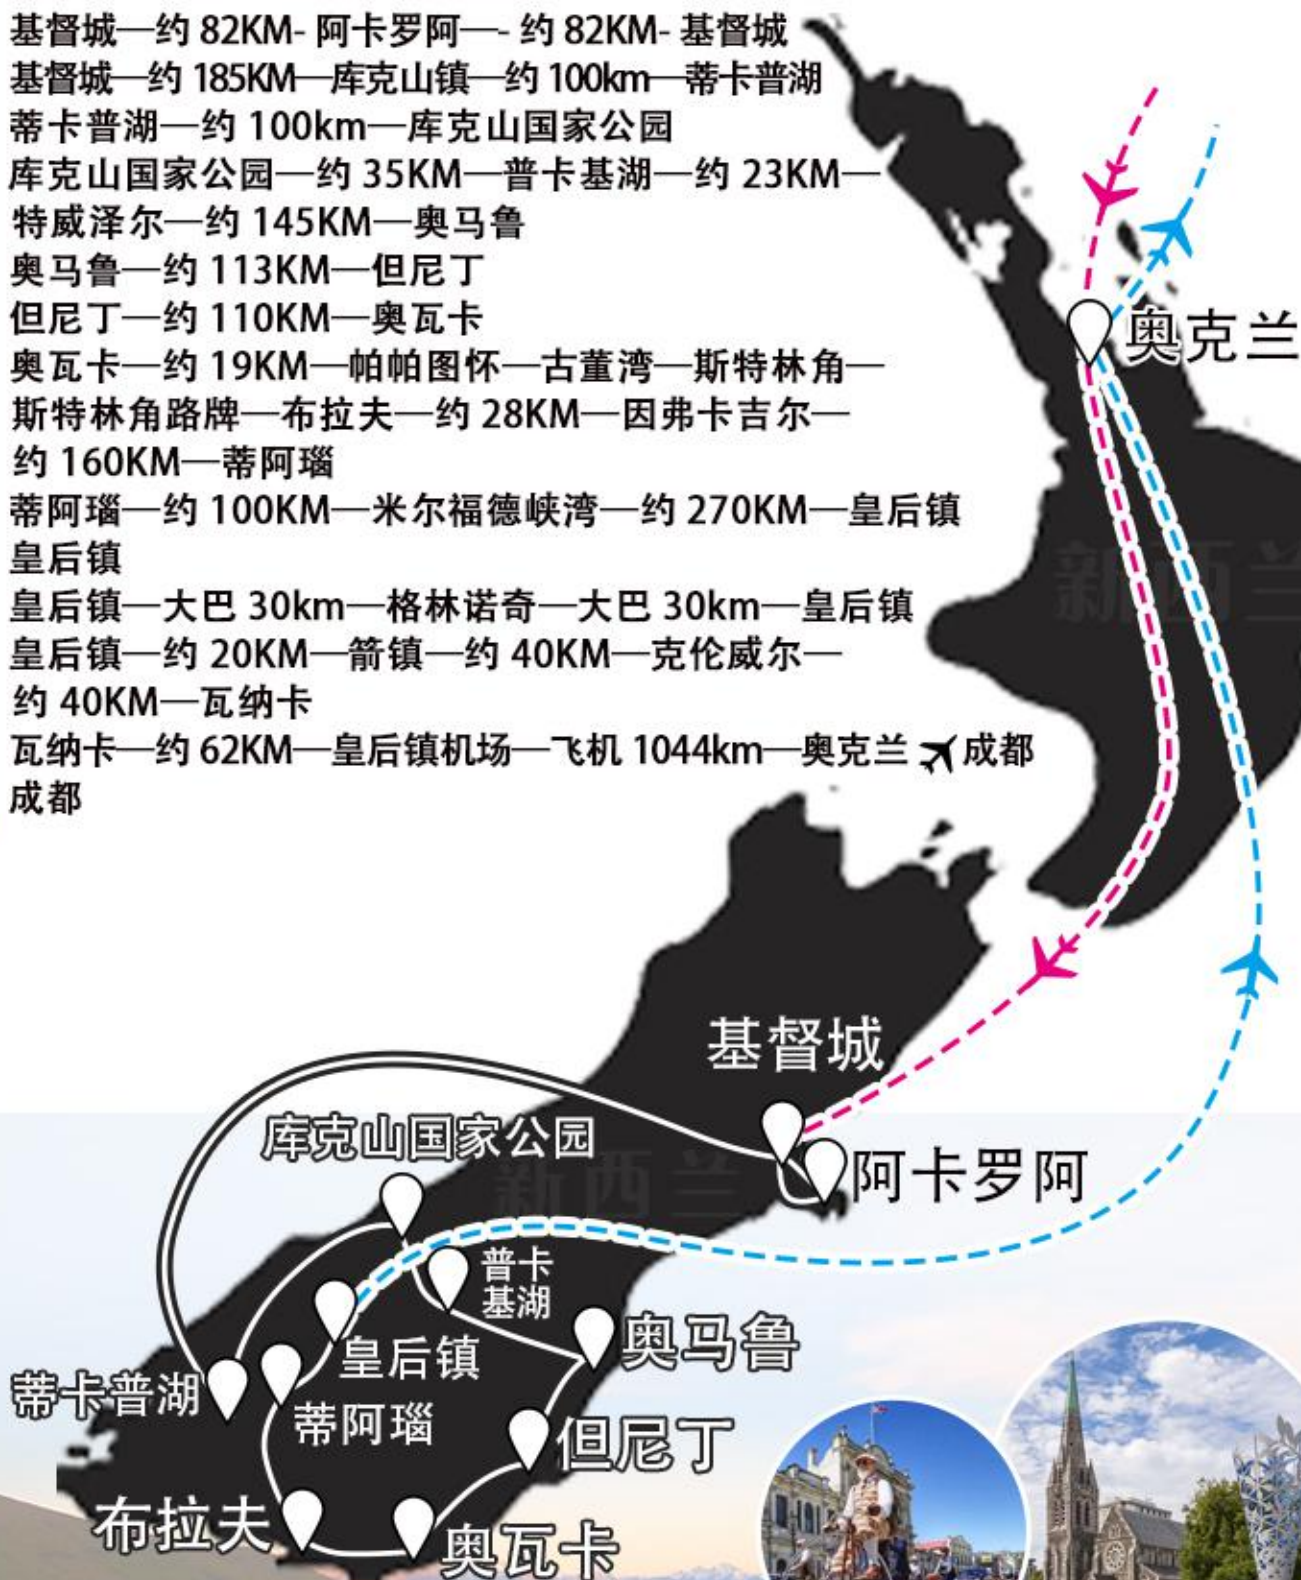 基督城—约 82KM- 阿卡罗阿—- 约 82KM- 基督城
基督城—约 185KM—库克山镇—约 100km—蒂卡普湖
蒂卡普湖—约 100km—库克山国家公园
库克山国家公园—约 35KM—普卡基湖—约 23KM—
特威泽尔—约 145KM—奥马鲁
奥马鲁—约 113KM—但尼丁
但尼丁—约 110KM—奥瓦卡
奥瓦卡—约 19KM—帕帕图怀—古董湾—斯特林角—
斯特林角路牌—布拉夫—约 28KM—因弗卡吉尔—
约 160KM—蒂阿瑙
蒂阿瑙—约 100KM—米尔福德峡湾—约 270KM—皇后镇
皇后镇
皇后镇—大巴 30km—格林诺奇—大巴 30km—皇后镇
皇后镇—约 20KM—箭镇—约 40KM—克伦威尔—
约 40KM—瓦纳卡
瓦纳卡—约 62KM—皇后镇机场—飞机 1044km—奥克兰 成都
成都
奥克兰
新西兰
基督城
库克山国家公园
新西兰
阿卡罗阿
普卡
基湖
皇后镇
奥马鲁
蒂卡普湖
蒂阿瑙
但尼丁
布拉夫
奥瓦卡